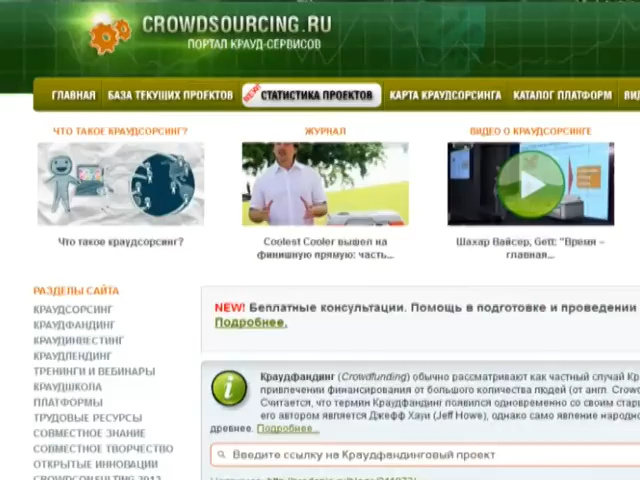 CROWDSOURCING.RU
ПОРТАЛ КРАУД-СЕРВИСОВ
ГЛАВНАЯ БАЗА ТЕКУЩИХ ПРОЕКТОВ NEW! СТАТИСТИКА ПРОЕКТОВ КАРТА КРАУДСОРСИНГА КАТАЛОГ ПЛАТФОРМ
ЧТО ТАКОЕ КРАУДСОРСИНГ? ЖУРНАЛ ВИДЕО О КРАУДСОРСИНГЕ
Что такое краудсорсинг? Coolest Cooler вышел на Шахар Вайсер, Gett: "Время –
финишную прямую: часть... главная...
РАЗДЕЛЫ САЙТА
КРАУДСОРСИНГ
КРАУДФАНДИНГ
КРАУДИНВЕСТИНГ
КРАУДЛЕНДИНГ
ТРЕНИНГИ И ВЕБИНАРЫ
КРАУДШКОЛА
ПЛАТФОРМЫ
ТРУДОВЫЕ РЕСУРСЫ
СОВМЕСТНОЕ ЗНАНИЕ
СОВМЕСТНОЕ ТВОРЧЕСТВО
ОТКРЫТЫЕ ИННОВАЦИИ
NEW! Беплатные консультации. Помощь в подготовке и проведении
Подробнее.
Краудфандинг (Crowdfunding) обычно рассматривают как частный случай
привлечении финансирования от большого количества людей (от англ.
Считается, что термин Краудфандинг появился одновременно со своим
его автором является Джефф Хауи (Jeff Howe), однако само явление
древнее. Подробнее...
Введите ссылку на Краудфандинговый проект